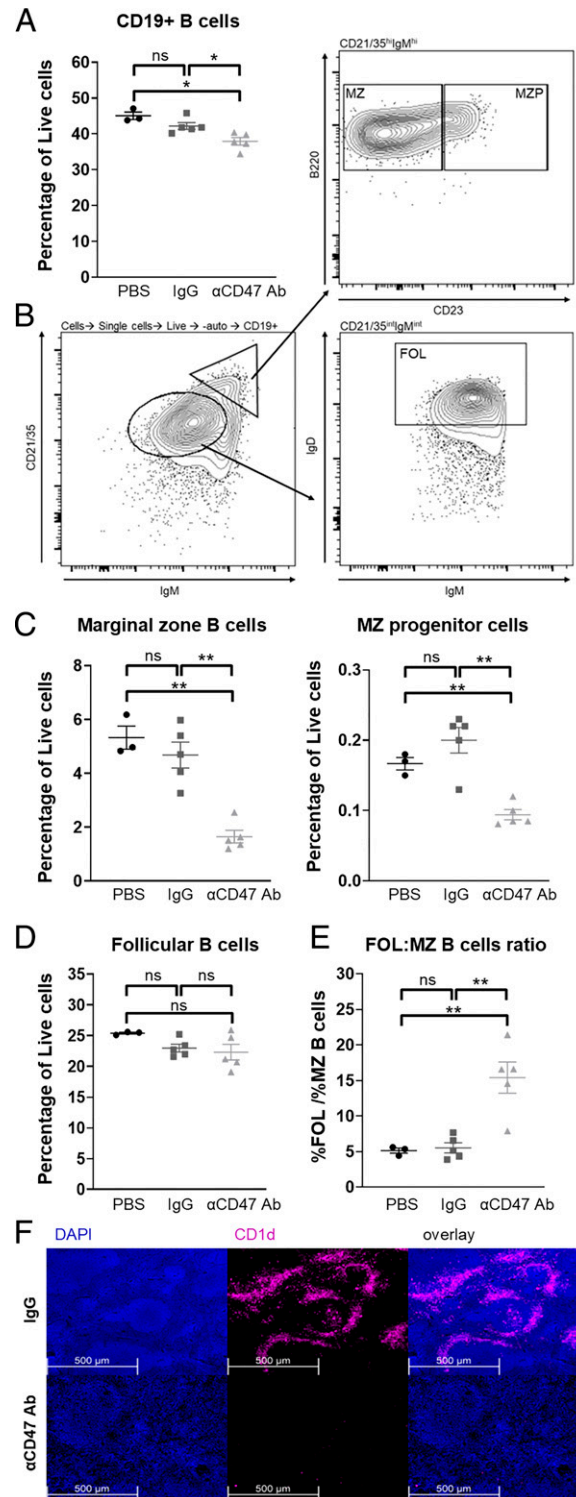 A
CD19+ B cells
Percentage of Live cells
60
50
40
30
20
10
0
ns
*
*
PBS
IgG
αCD47 Ab
CD21/35hiIgMhi
MZ
MZP
B220
CD23
B
Cells→ Single cells→ Live → -auto → CD19+
CD21/35
IgM
CD21/35intIgMint
FOL
IgD
IgM
C
Marginal zone B cells
Percentage of Live cells
8
6
4
2
0
ns
**
**
PBS
IgG
αCD47 Ab
MZ progenitor cells
Percentage of Live cells
0.3
0.2
0.1
0.0
ns
**
**
PBS
IgG
αCD47 Ab
D
Follicular B cells
Percentage of Live cells
35
30
25
20
15
10
5
0
ns
ns
ns
PBS
IgG
αCD47 Ab
E
FOL:MZ B cells ratio
%FOL /%MZ B cells
35
30
25
20
15
10
5
0
ns
**
**
PBS
IgG
αCD47 Ab
F
DAPI
CD1d
overlay
IgG
500 µm
500 µm
500 µm
αCD47 Ab
500 µm
500 µm
500 µm